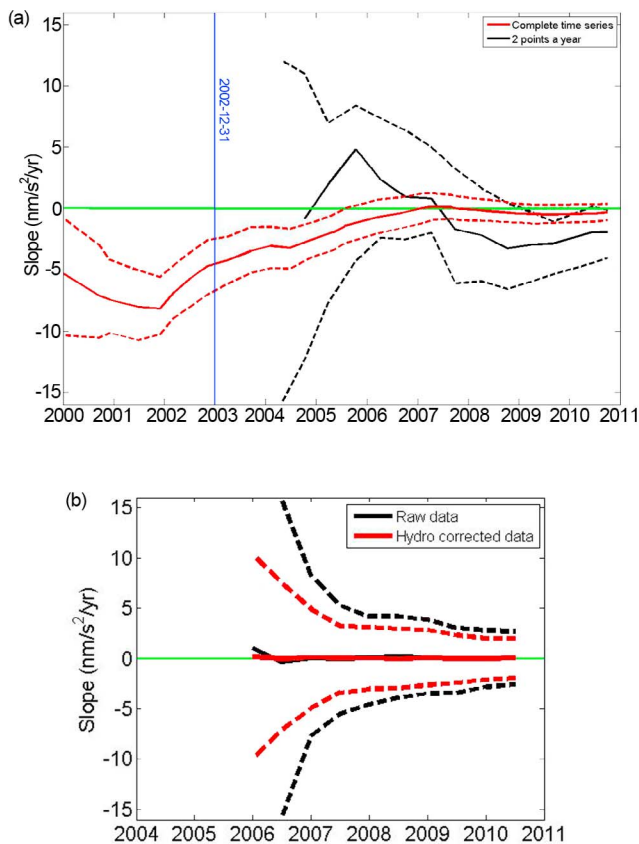 (a)
Complete time series
2 points a year
2002-12-31
Slope (nm/s²/yr)
15
10
5
0
-5
-10
-15
2000 2001 2002 2003 2004 2005 2006 2007 2008 2009 2010 2011
(b)
Raw data
Hydro corrected data
Slope (nm/s²/yr)
15
10
5
0
-5
-10
-15
2004 2005 2006 2007 2008 2009 2010 2011